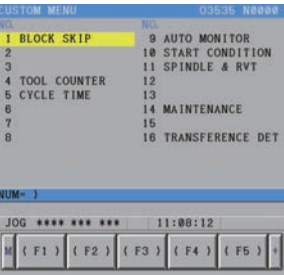 CUSTOM MENU O3535 N0000
NO. NO.
1 BLOCK SKIP 9 AUTO MONITOR
2 10 START CONDITION
3 11 SPINDLE & RVT
4 TOOL COUNTER 12
5 CYCLE TIME 13
6 14 MAINTENANCE
7 15
8 16 TRANSFERENCE DET
NUM= )
JOG **** *** *** 11:08:12
M ( F1 ) ( F2 ) ( F3 ) ( F4 ) ( F5 ) +